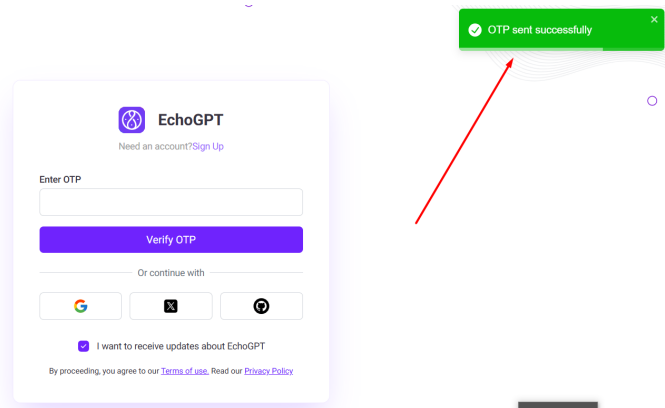 OTP sent successfully
EchoGPT
Need an account?Sign Up
Enter OTP
Verify OTP
Or continue with
I want to receive updates about EchoGPT
By proceeding, you agree to our Terms of use. Read our Privacy Policy